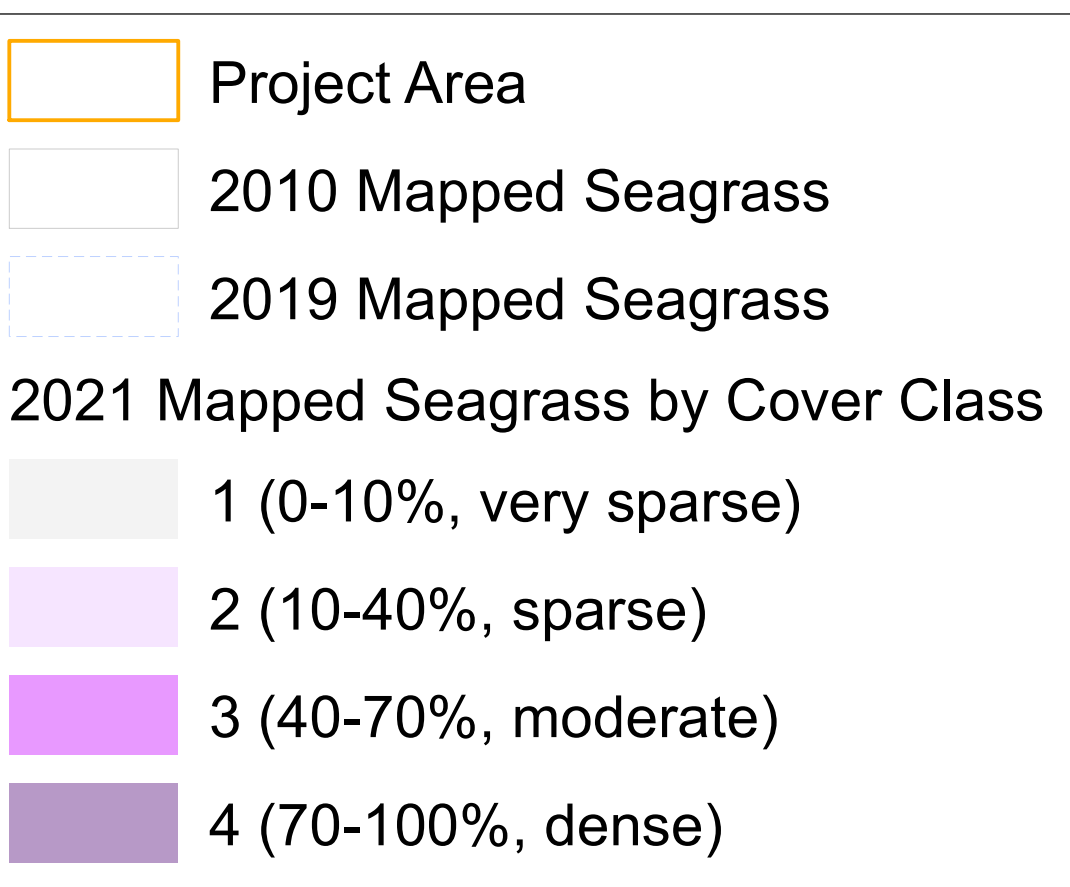 Project Area
2010 Mapped Seagrass
2019 Mapped Seagrass
2021 Mapped Seagrass by Cover Class
1 (0-10%, very sparse)
2 (10-40%, sparse)
3 (40-70%, moderate)
4 (70-100%, dense)